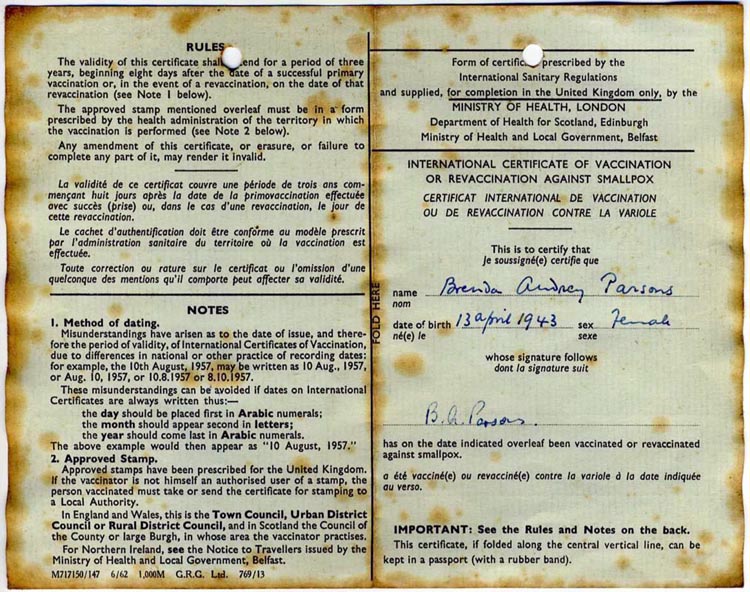 RULES
The validity of this certificate shall extend for a period of three
years, beginning eight days after the date of a successful primary
vaccination or, in the event of a revaccination, on the date of that
revaccination (see Note 1 below).
The approved stamp mentioned overleaf must be in a form
prescribed by the health administration of the territory in which
the vaccination is performed (see Note 2 below).
Any amendment of this certificate, or erasure, or failure to
complete any part of it, may render it invalid.
La validité de ce certificat couvre une période de trois ans com-
mençant huit jours après la date de la primovaccination effectuée
avec succès (prise) ou, dans le cas d'une revaccination, le jour de
cette revaccination.
Le cachet d'authentification doit être conforme au modèle prescrit
par l'administration sanitaire du territoire où la vaccination est
effectuée.
Toute correction ou rature sur le certificat ou l'omission d'une
quelconque des mentions qu'il comporte peut affecter sa validité.
NOTES
1. Method of dating.
Misunderstandings have arisen as to the date of issue, and there-
fore the period of validity, of International Certificates of Vaccination,
due to differences in national or other practice of recording dates:
for example, the 10th August, 1957, may be written as 10 Aug., 1957,
or Aug. 10, 1957, or 10.8.1957 or 8.10.1957.
These misunderstandings can be avoided if dates on International
Certificates are always written thus:—
the day should be placed first in Arabic numerals;
the month should appear second in letters;
the year should come last in Arabic numerals.
The above example would then appear as "10 August, 1957."
2. Approved Stamp.
Approved stamps have been prescribed for the United Kingdom.
If the vaccinator is not himself an authorised user of a stamp, the
person vaccinated must take or send the certificate for stamping to
a Local Authority.
In England and Wales, this is the Town Council, Urban District
Council or Rural District Council, and in Scotland the Council of
the County or large Burgh, in whose area the vaccinator practises.
For Northern Ireland, see the Notice to Travellers issued by the
Ministry of Health and Local Government, Belfast.
M717150/147 6/62 1,000M G.R.G. Ltd. 769/13
FOLD HERE
Form of certificate prescribed by the
International Sanitary Regulations
and supplied, for completion in the United Kingdom only, by the
MINISTRY OF HEALTH, LONDON
Department of Health for Scotland, Edinburgh
Ministry of Health and Local Government, Belfast
INTERNATIONAL CERTIFICATE OF VACCINATION
OR REVACCINATION AGAINST SMALLPOX
CERTIFICAT INTERNATIONAL DE VACCINATION
OU DE REVACCINATION CONTRE LA VARIOLE
This is to certify that
je soussigné(e) certifie que
name Brenda Audrey Parsons
nom
date of birth 13 April 1943 sex Female
né(e) le sexe
whose signature follows
dont la signature suit
B. A. Parsons.
has on the date indicated overleaf been vaccinated or revaccinated
against smallpox.
a été vacciné(e) ou revacciné(e) contre la variole à la date indiquée
au verso.
IMPORTANT: See the Rules and Notes on the back.
This certificate, if folded along the central vertical line, can be
kept in a passport (with a rubber band).